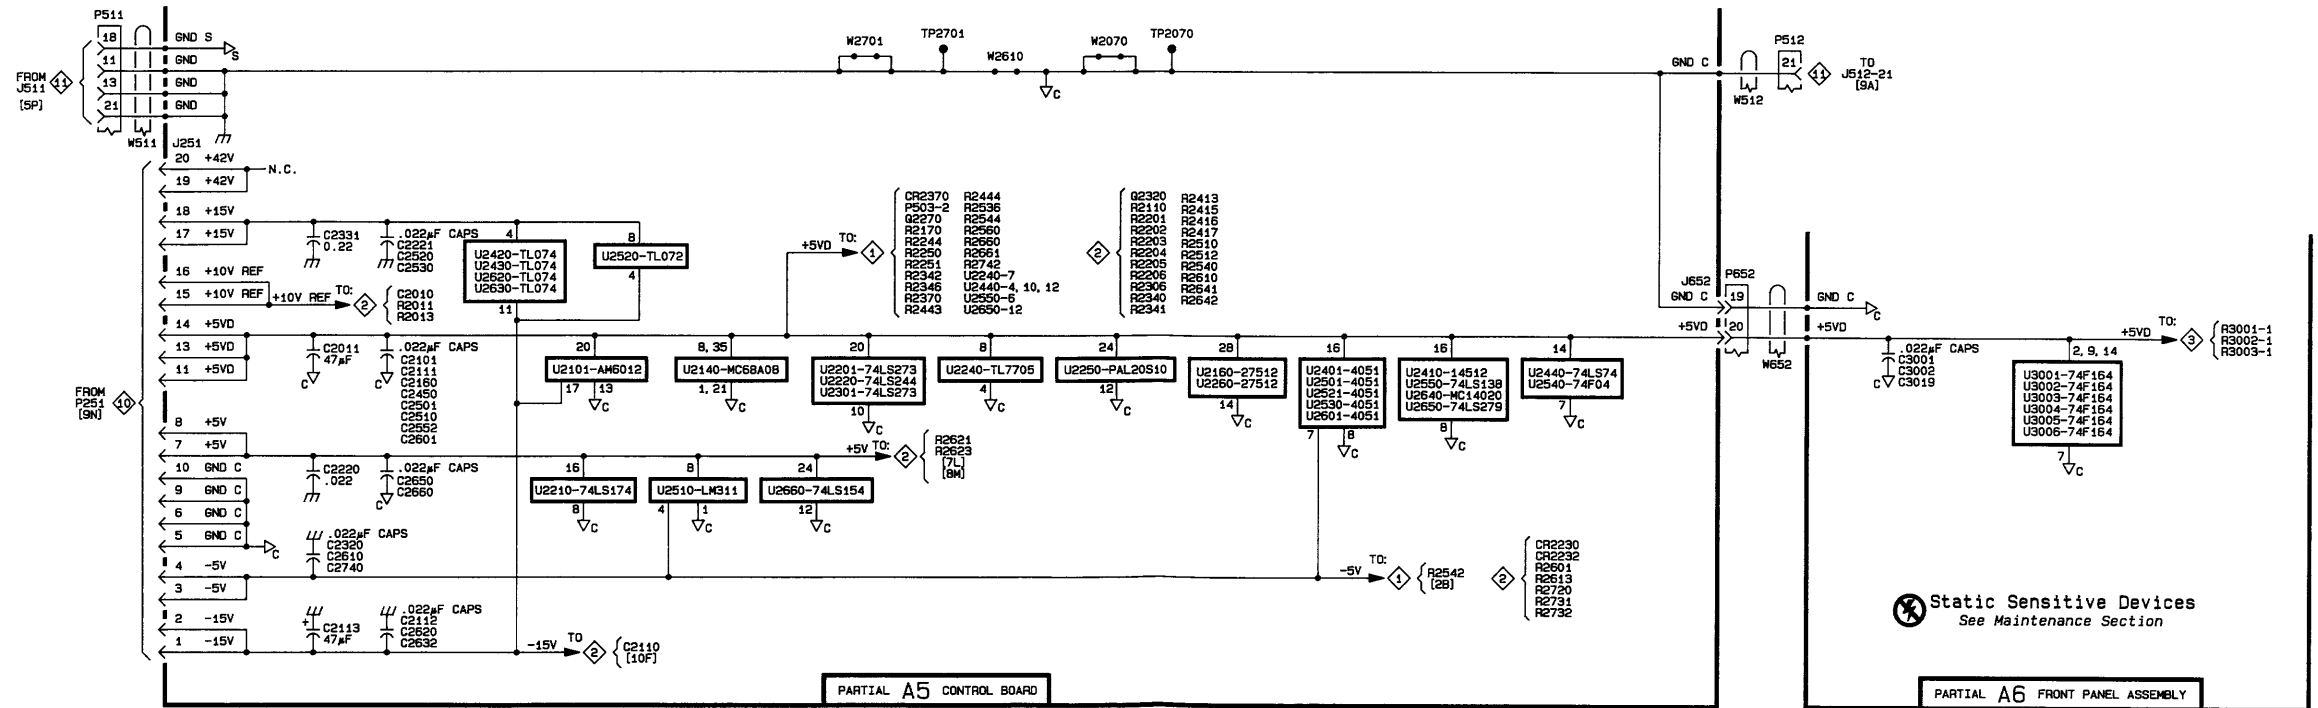 P511
18 GND S
S
11 GND
13 GND
21 GND
FROM
J511
[5P]
11
W511
W2701
TP2701
W2610
C
W2070
TP2070
GND C
W512
P512
21
11
TO
J512-21
[9A]
J251
20 +42V
N.C.
19 +42V
18 +15V
17 +15V
16 +10V REF
15 +10V REF
+10V REF
TO:
2
C2010
R2011
R2013
14 +5VD
13 +5VD
11 +5VD
8 +5V
7 +5V
10 GND C
9 GND C
6 GND C
5 GND C
C
4 -5V
3 -5V
2 -15V
1 -15V
FROM
P251
[9N]
10
C2331
0.22
.022µF CAPS
C2221
C2520
C2530
4
U2420-TL074
U2430-TL074
U2620-TL074
U2630-TL074
11
8
U2520-TL072
4
+5VD
TO:
1
CR2370 R2444
P503-2 R2536
Q2270 R2544
R2170 R2560
R2244 R2660
R2250 R2661
R2251 R2742
R2342 U2240-7
R2346 U2440-4, 10, 12
R2370 U2550-6
R2443 U2650-12
2
Q2320 R2413
R2110 R2415
R2201 R2416
R2202 R2417
R2203 R2510
R2204 R2512
R2205 R2540
R2206 R2610
R2306 R2641
R2340 R2642
R2341
C2011
47µF
C
.022µF CAPS
C2101
C2111
C2160
C2450
C2501
C2510
C2552
C2601
C
20
U2101-AM6012
17 13
C
8, 35
U2140-MC68A08
1, 21
C
20
U2201-74LS273
U2220-74LS244
U2301-74LS273
10
C
8
U2240-TL7705
4
C
24
U2250-PAL20S10
12
C
28
U2160-27512
U2260-27512
14
C
16
U2401-4051
U2501-4051
U2521-4051
U2530-4051
U2601-4051
7 8
C
16
U2410-14512
U2550-74LS138
U2640-MC14020
U2650-74LS279
8
C
14
U2440-74LS74
U2540-74F04
7
C
J652
P652
GND C
19
+5VD
20
W652
GND C
C
+5VD
.022µF CAPS
C3001
C3002
C3019
C
2, 9, 14
U3001-74F164
U3002-74F164
U3003-74F164
U3004-74F164
U3005-74F164
U3006-74F164
7
C
+5VD
TO:
3
R3001-1
R3002-1
R3003-1
C2220
.022
.022µF CAPS
C2650
C2660
C
16
U2210-74LS174
8
C
8
U2510-LM311
4 1
C
24
U2660-74LS154
12
C
+5V
TO:
2
R2621
R2623
[7L]
[8M]
.022µF CAPS
C2320
C2610
C2740
-5V
TO:
1
R2542
[2B]
2
CR2230
CR2232
R2601
R2613
R2720
R2731
R2732
+
C2113
47µF
.022µF CAPS
C2112
C2620
C2632
-15V
TO
2
C2110
[10F]
Static Sensitive Devices
See Maintenance Section
PARTIAL A5 CONTROL BOARD
PARTIAL A6 FRONT PANEL ASSEMBLY